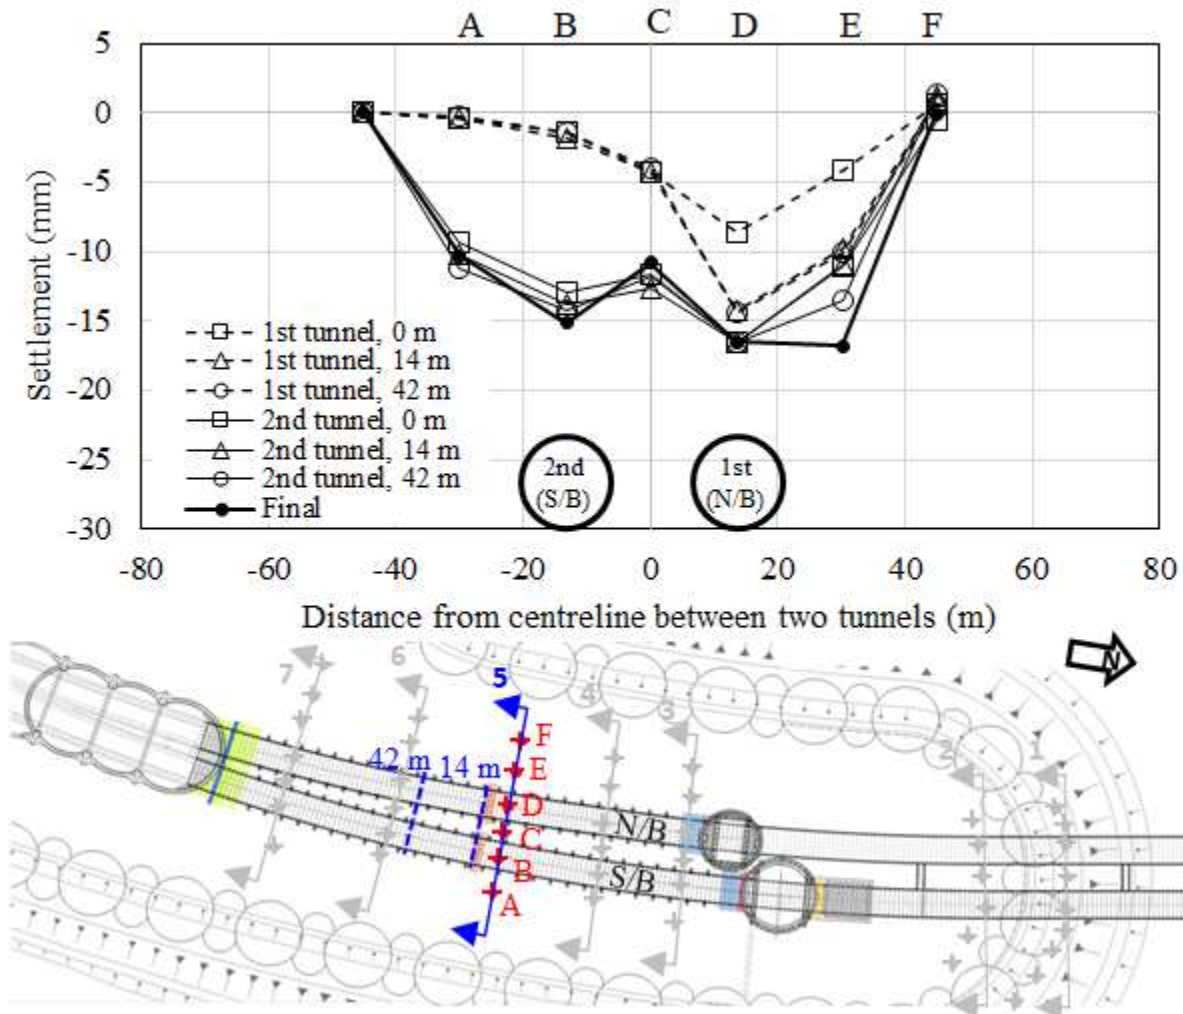 A B C D E F
5
0
-5
-10
-15
-20
-25
-30
Settlement (mm)
1st tunnel, 0 m
1st tunnel, 14 m
1st tunnel, 42 m
2nd tunnel, 0 m
2nd tunnel, 14 m
2nd tunnel, 42 m
Final
2nd
(S/B)
1st
(N/B)
-80 -60 -40 -20 0 20 40 60 80
Distance from centreline between two tunnels (m)
N
7
6
5
4
3
2
1
42 m
14 m
F
E
D
C
B
A
N/B
S/B